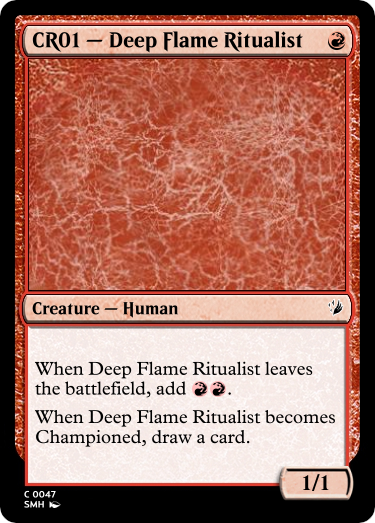 CR01 — Deep Flame Ritualist
Creature — Human
When Deep Flame Ritualist leaves
the battlefield, add
When Deep Flame Ritualist becomes
Championed, draw a card.
1/1
C 0047
SMH